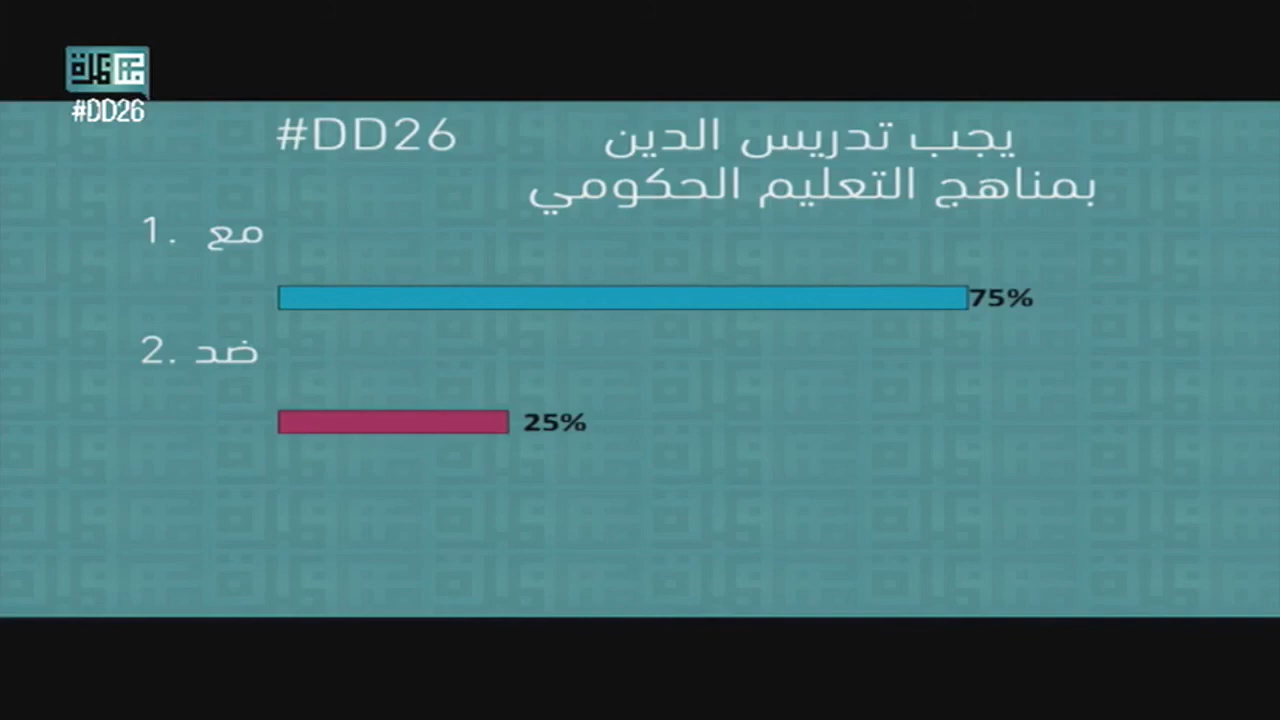 #DD26
#DD26
يجب تدريس الدين
بمناهج التعليم الحكومي
1. مع
75%
2. ضد
25%